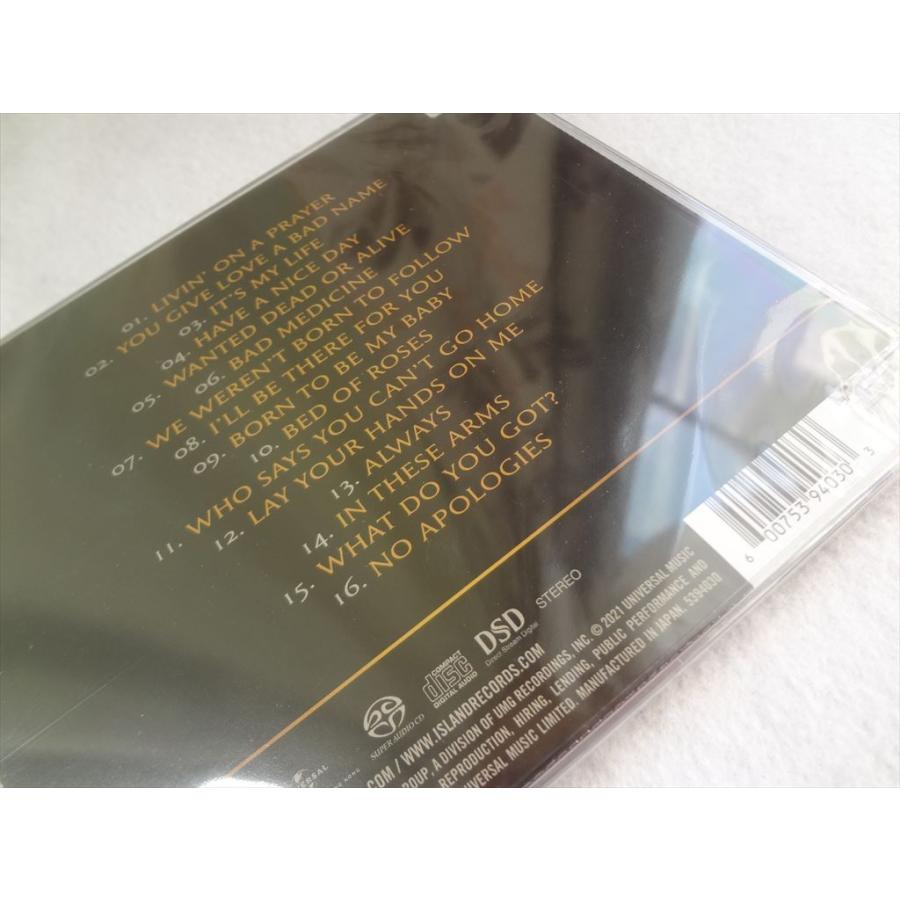 01. LIVIN' ON A PRAYER
02. YOU GIVE LOVE A BAD NAME
03. IT'S MY LIFE
04. HAVE A NICE DAY
05. WANTED DEAD OR ALIVE
06. BAD MEDICINE
07. WE WEREN'T BORN TO FOLLOW
08. I'LL BE THERE FOR YOU
09. BORN TO BE MY BABY
10. BED OF ROSES
11. WHO SAYS YOU CAN'T GO HOME
12. LAY YOUR HANDS ON ME
13. ALWAYS
14. IN THESE ARMS
15. WHAT DO YOU GOT?
16. NO APOLOGIES
6 00753 94030 3
SUPER AUDIO CD
COMPACT disc DIGITAL AUDIO
DSD Direct Stream Digital
STEREO
COM / WWW.ISLANDRECORDS.COM
ROUP, A DIVISION OF UMG RECORDINGS, INC. © 2021 UNIVERSAL MUSIC
REPRODUCTION, HIRING, LENDING, PUBLIC PERFORMANCE AND
VERSAL MUSIC LIMITED. MANUFACTURED IN JAPAN. 5394030